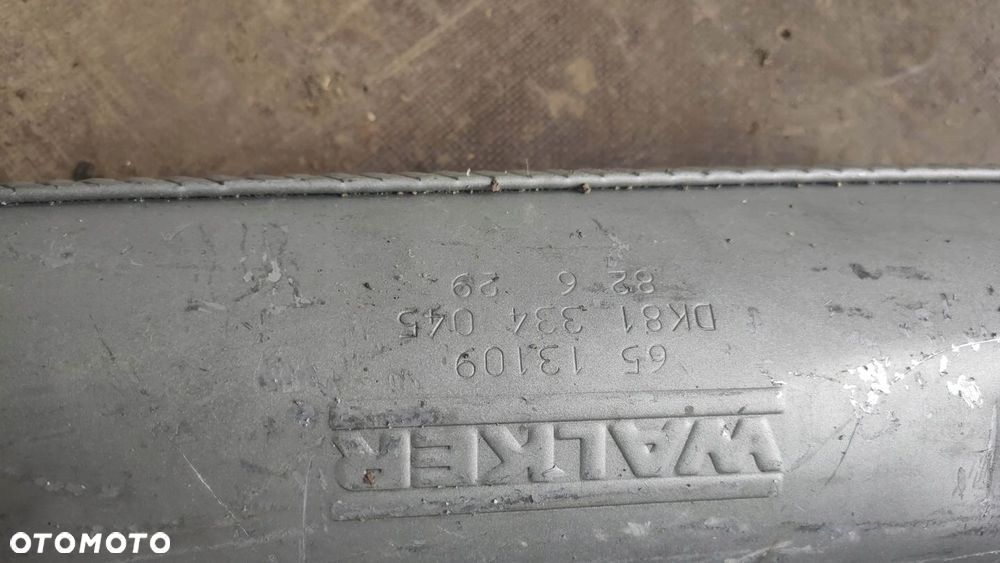 WALKER
65 13109
DK81 334 045
82 6 29
OTOMOTO